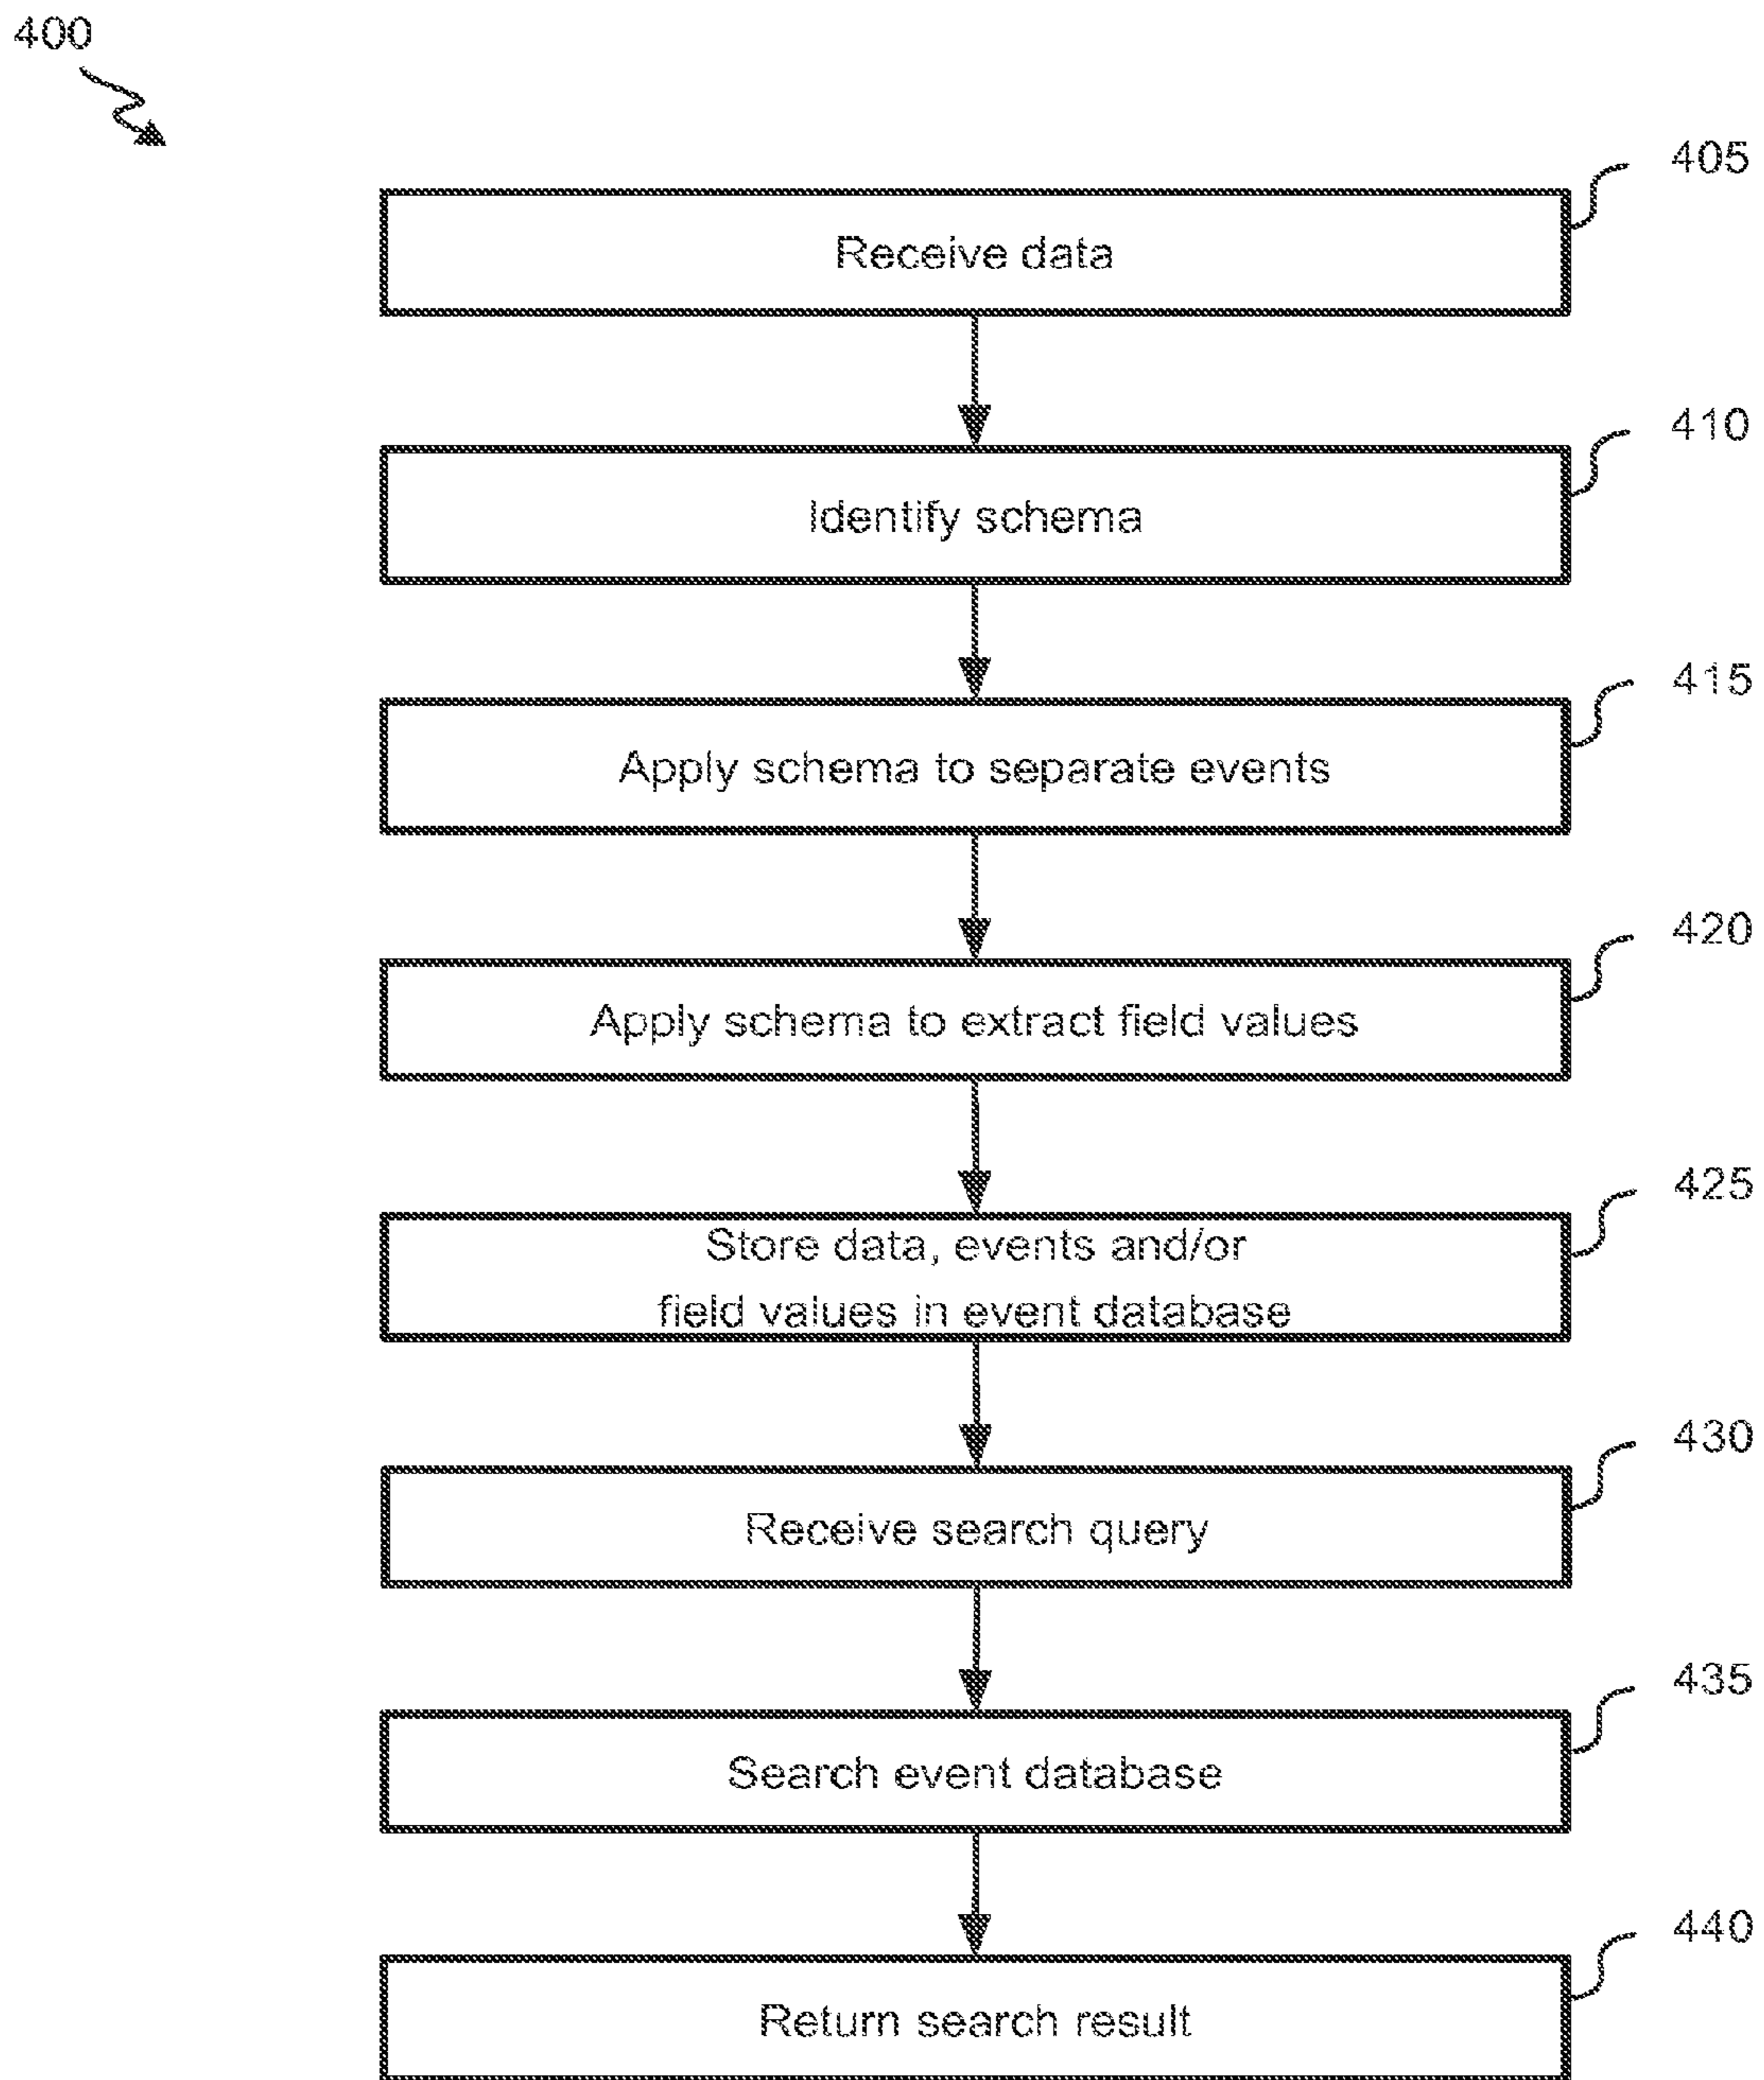 400
405
Receive data
410
Identify schema
415
Apply schema to separate events
420
Apply schema to extract field values
425
Store data, events and/or
field values in event database
430
Receive search query
435
Search event database
440
Return search result